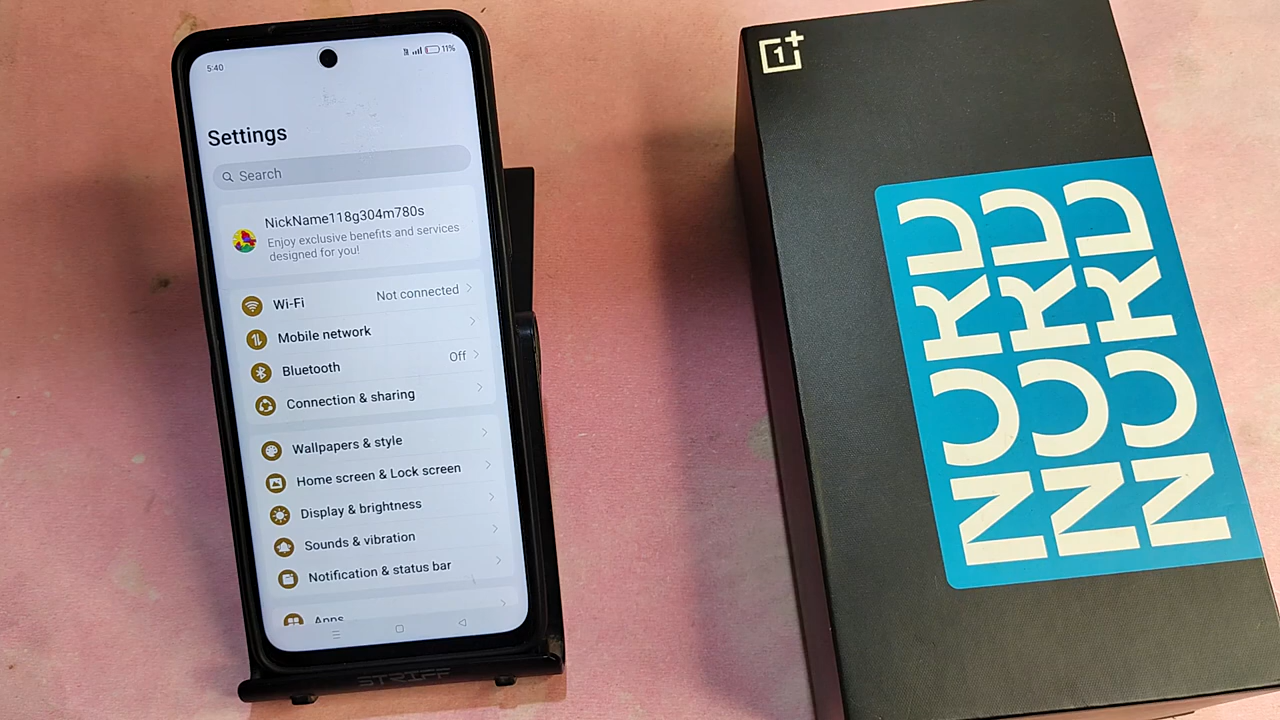 5:40
11%
Settings
Search
NickName118g304m780s
Enjoy exclusive benefits and services
designed for you!
Wi-Fi Not connected
Mobile network
Bluetooth Off
Connection & sharing
Wallpapers & style
Home screen & Lock screen
Display & brightness
Sounds & vibration
Notification & status bar
Apps
STRIFF
1+
NORD
NORD
NORD